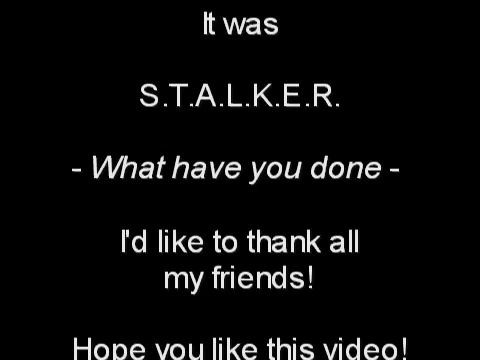 It was
S.T.A.L.K.E.R.
- What have you done -
I'd like to thank all
my friends!
Hope you like this video!